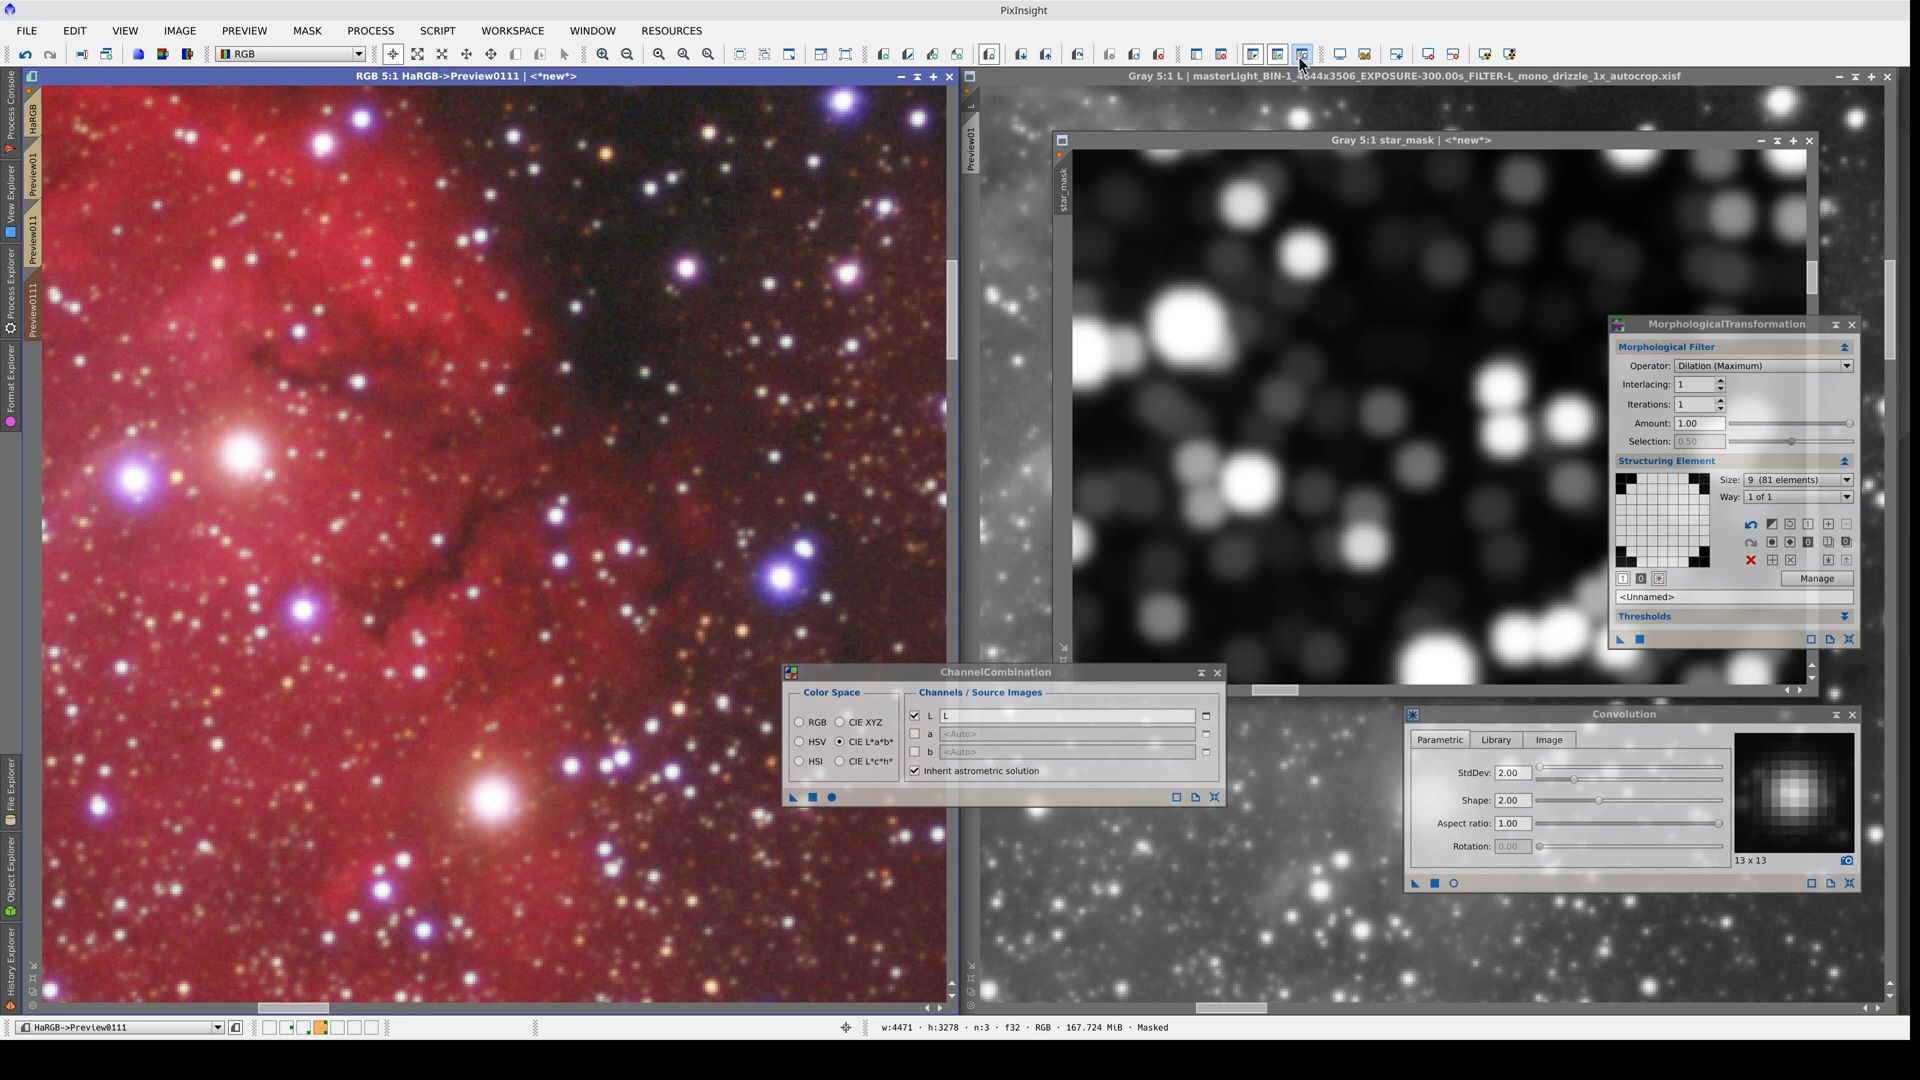 PixInsight
FILE EDIT VIEW IMAGE PREVIEW MASK PROCESS SCRIPT WORKSPACE WINDOW RESOURCES
RGB
RGB 5:1 HaRGB->Preview0111 | <*new*>
Gray 5:1 L | masterLight_BIN-1_4644x3506_EXPOSURE-300.00s_FILTER-L_mono_drizzle_1x_autocrop.xisf
Process Console
View Explorer
Process Explorer
Format Explorer
File Explorer
Object Explorer
History Explorer
HaRGB
Preview01
Preview011
Preview0111
L
Preview01
Gray 5:1 star_mask | <*new*>
star_mask
MorphologicalTransformation
Morphological Filter
Operator: Dilation (Maximum)
Interlacing: 1
Iterations: 1
Amount: 1.00
Selection: 0.50
Structuring Element
Size: 9 (81 elements)
Way: 1 of 1
Manage
<Unnamed>
Thresholds
ChannelCombination
Color Space
RGB CIE XYZ
HSV CIE L*a*b*
HSI CIE L*c*h*
Channels / Source Images
L L
a <Auto>
b <Auto>
Inherit astrometric solution
Convolution
Parametric Library Image
StdDev: 2.00
Shape: 2.00
Aspect ratio: 1.00
Rotation: 0.00
13 x 13
HaRGB->Preview0111
w:4471 · h:3278 · n:3 · f32 · RGB · 167.724 MiB · Masked